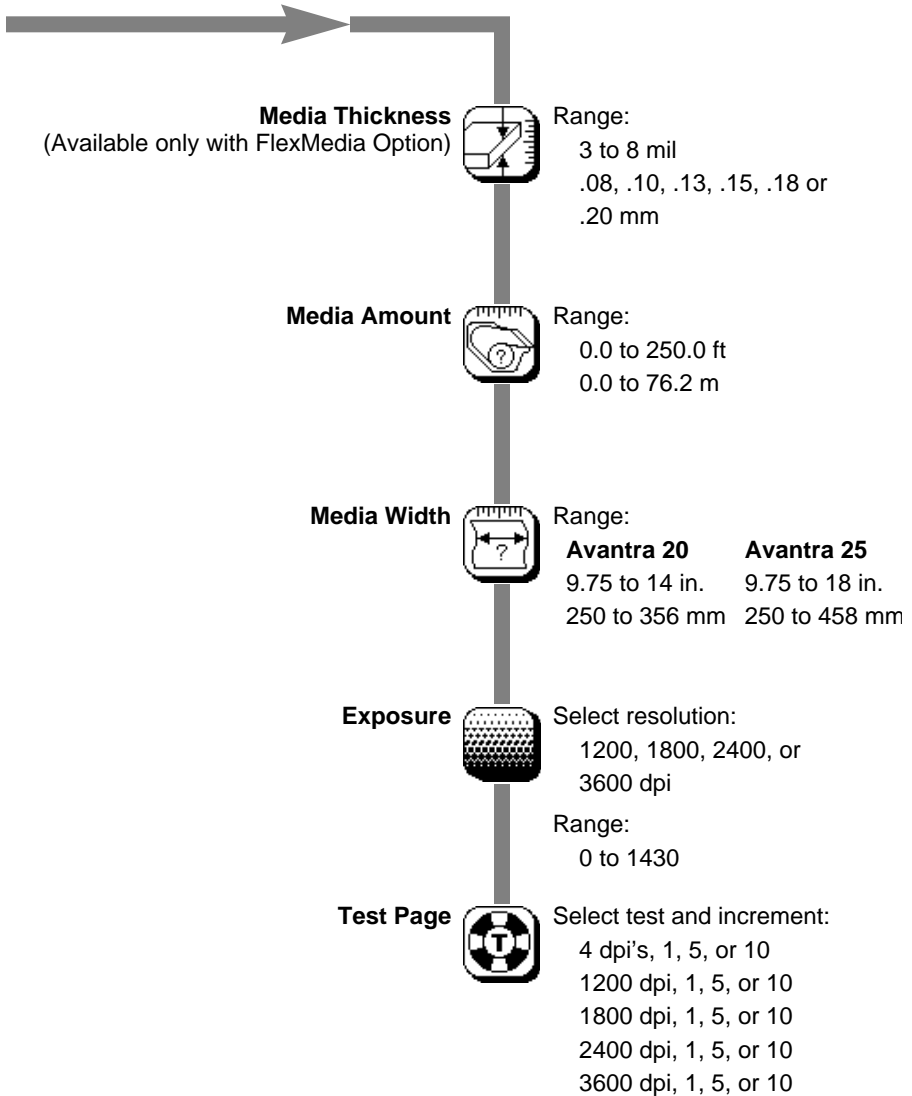 Media Thickness
(Available only with FlexMedia Option)
Range:
3 to 8 mil
.08, .10, .13, .15, .18 or
.20 mm
Media Amount
?
Range:
0.0 to 250.0 ft
0.0 to 76.2 m
Media Width
?
Range:
Avantra 20 Avantra 25
9.75 to 14 in. 9.75 to 18 in.
250 to 356 mm 250 to 458 mm
Exposure
Select resolution:
1200, 1800, 2400, or
3600 dpi
Range:
0 to 1430
Test Page
T
Select test and increment:
4 dpi’s, 1, 5, or 10
1200 dpi, 1, 5, or 10
1800 dpi, 1, 5, or 10
2400 dpi, 1, 5, or 10
3600 dpi, 1, 5, or 10